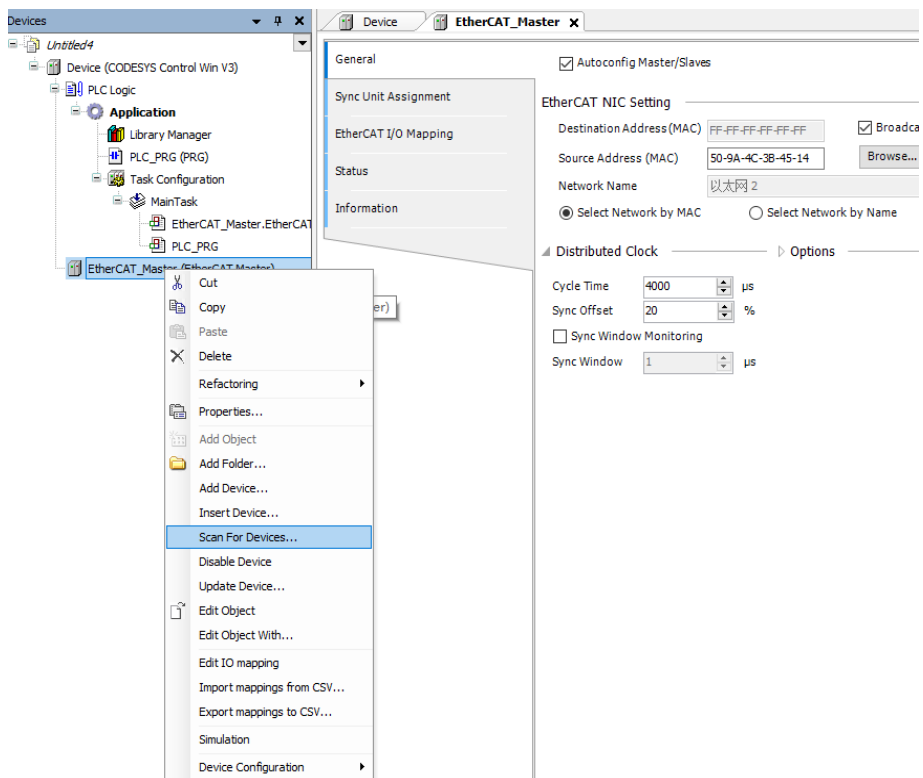 Devices
Untitled4
Device (CODESYS Control Win V3)
PLC Logic
Application
Library Manager
PLC_PRG (PRG)
Task Configuration
MainTask
EtherCAT_Master.EtherCAT
PLC_PRG
EtherCAT_Master (EtherCAT Master)
er)
Cut
Copy
Paste
Delete
Refactoring
Properties...
Add Object
Add Folder...
Add Device...
Insert Device...
Scan For Devices...
Disable Device
Update Device...
Edit Object
Edit Object With...
Edit IO mapping
Import mappings from CSV...
Export mappings to CSV...
Simulation
Device Configuration
Device
EtherCAT_Master
General
Sync Unit Assignment
EtherCAT I/O Mapping
Status
Information
Autoconfig Master/Slaves
EtherCAT NIC Setting
Destination Address (MAC) FF-FF-FF-FF-FF-FF Broadca
Source Address (MAC) 50-9A-4C-3B-45-14 Browse...
Network Name 以太网 2
Select Network by MAC Select Network by Name
Distributed Clock Options
Cycle Time 4000 µs
Sync Offset 20 %
Sync Window Monitoring
Sync Window 1 µs